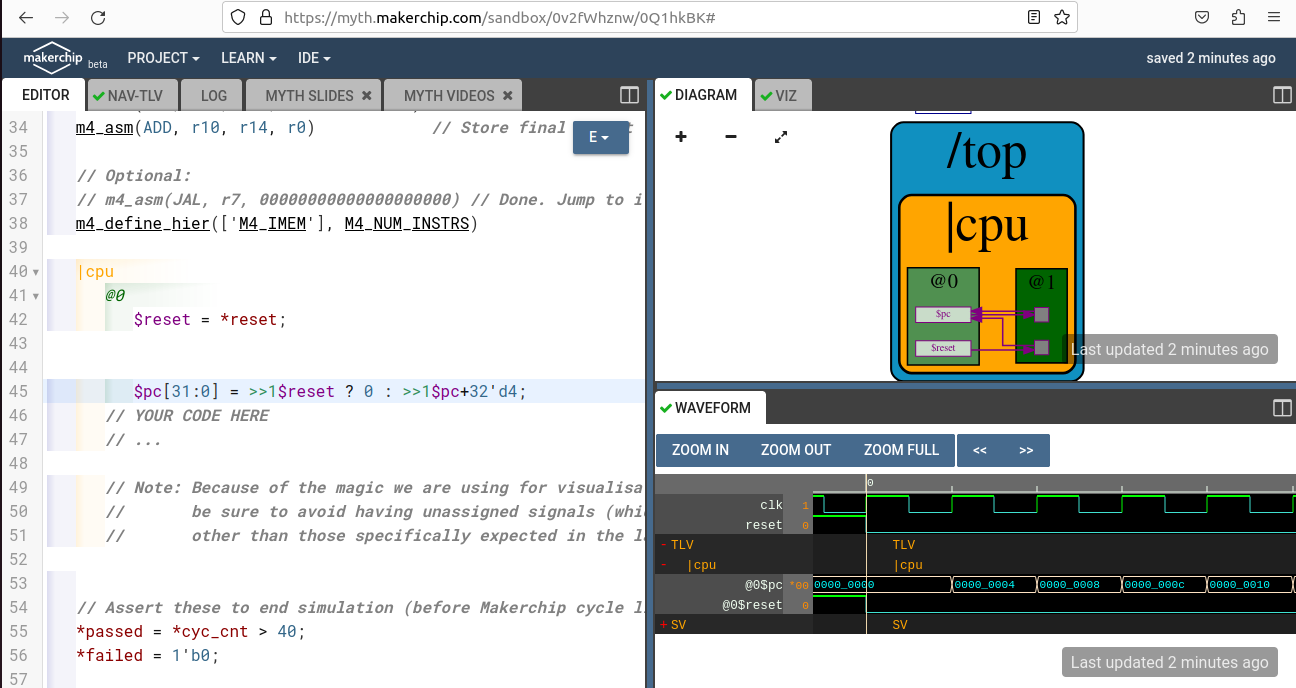 https://myth.makerchip.com/sandbox/0v2fWhznw/0Q1hkBK#
makerchip beta PROJECT LEARN IDE saved 2 minutes ago
EDITOR NAV-TLV LOG MYTH SLIDES MYTH VIDEOS
34 m4_asm(ADD, r10, r14, r0) // Store final
E
35
36 // Optional:
37 // m4_asm(JAL, r7, 00000000000000000000) // Done. Jump to i
38 m4_define_hier(['M4_IMEM'], M4_NUM_INSTRS)
39
40 |cpu
41 @0
42 $reset = *reset;
43
44
45 $pc[31:0] = >>1$reset ? 0 : >>1$pc+32'd4;
46 // YOUR CODE HERE
47 // ...
48
49 // Note: Because of the magic we are using for visualisa
50 // be sure to avoid having unassigned signals (whi
51 // other than those specifically expected in the l
52
53
54 // Assert these to end simulation (before Makerchip cycle l
55 *passed = *cyc_cnt > 40;
56 *failed = 1'b0;
57
DIAGRAM VIZ
/top
|cpu
@0 @1
$pc
$reset
Last updated 2 minutes ago
WAVEFORM
ZOOM IN ZOOM OUT ZOOM FULL << >>
0
clk 1
reset 0
- TLV TLV
- |cpu |cpu
@0$pc *00 0000_0000 0000_0004 0000_0008 0000_000c 0000_0010
@0$reset 0
+ SV SV
Last updated 2 minutes ago